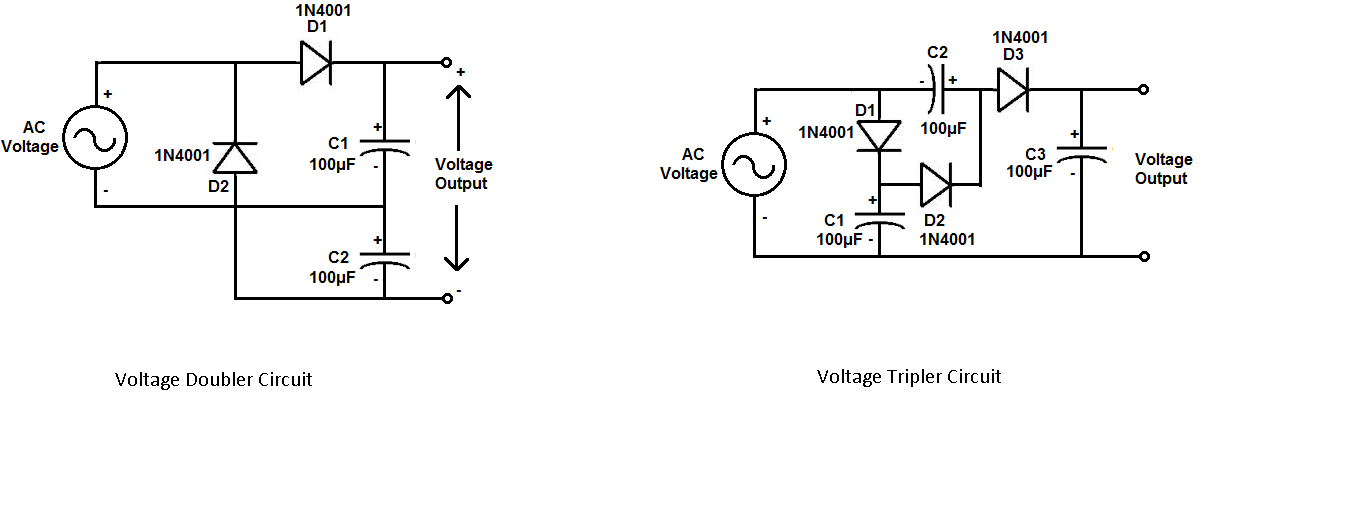 1N4001
D1
+
AC
Voltage
-
1N4001
D2
+
C1
100µF
-
+
C2
100µF
-
+
Voltage
Output
-
Voltage Doubler Circuit
AC
Voltage
+
-
D1
1N4001
C2
-
+
100µF
1N4001
D3
+
C1
100µF -
D2
1N4001
+
C3
100µF
-
Voltage
Output
Voltage Tripler Circuit